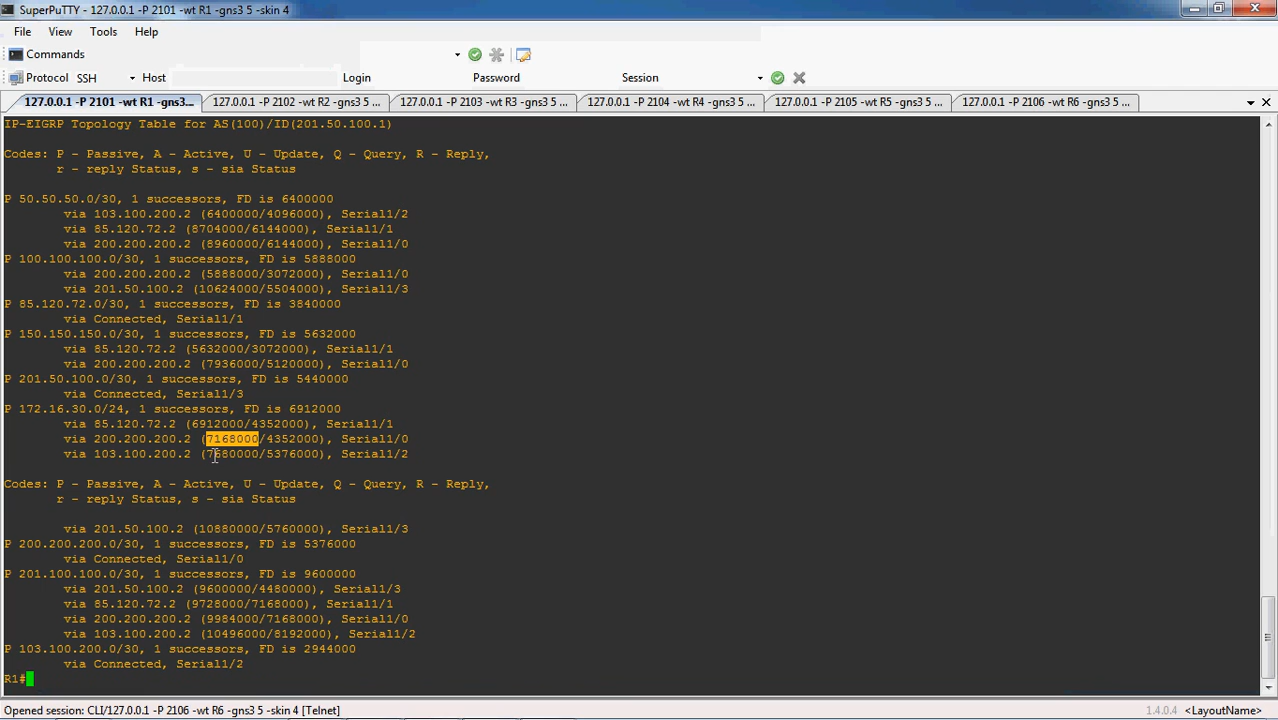 SuperPuTTY - 127.0.0.1 -P 2101 -wt R1 -gns3 5 -skin 4
File View Tools Help
Commands
Protocol SSH Host Login Password Session
127.0.0.1 -P 2101 -wt R1 -gns3... 127.0.0.1 -P 2102 -wt R2 -gns3 5 ... 127.0.0.1 -P 2103 -wt R3 -gns3 5 ... 127.0.0.1 -P 2104 -wt R4 -gns3 5 ... 127.0.0.1 -P 2105 -wt R5 -gns3 5 ... 127.0.0.1 -P 2106 -wt R6 -gns3 5 ...
IP-EIGRP Topology Table for AS(100)/ID(201.50.100.1)
Codes: P - Passive, A - Active, U - Update, Q - Query, R - Reply,
r - reply Status, s - sia Status
P 50.50.50.0/30, 1 successors, FD is 6400000
via 103.100.200.2 (6400000/4096000), Serial1/2
via 85.120.72.2 (8704000/6144000), Serial1/1
via 200.200.200.2 (8960000/6144000), Serial1/0
P 100.100.100.0/30, 1 successors, FD is 5888000
via 200.200.200.2 (5888000/3072000), Serial1/0
via 201.50.100.2 (10624000/5504000), Serial1/3
P 85.120.72.0/30, 1 successors, FD is 3840000
via Connected, Serial1/1
P 150.150.150.0/30, 1 successors, FD is 5632000
via 85.120.72.2 (5632000/3072000), Serial1/1
via 200.200.200.2 (7936000/5120000), Serial1/0
P 201.50.100.0/30, 1 successors, FD is 5440000
via Connected, Serial1/3
P 172.16.30.0/24, 1 successors, FD is 6912000
via 85.120.72.2 (6912000/4352000), Serial1/1
via 200.200.200.2 (7168000/4352000), Serial1/0
via 103.100.200.2 (7680000/5376000), Serial1/2
Codes: P - Passive, A - Active, U - Update, Q - Query, R - Reply,
r - reply Status, s - sia Status
via 201.50.100.2 (10880000/5760000), Serial1/3
P 200.200.200.0/30, 1 successors, FD is 5376000
via Connected, Serial1/0
P 201.100.100.0/30, 1 successors, FD is 9600000
via 201.50.100.2 (9600000/4480000), Serial1/3
via 85.120.72.2 (9728000/7168000), Serial1/1
via 200.200.200.2 (9984000/7168000), Serial1/0
via 103.100.200.2 (10496000/8192000), Serial1/2
P 103.100.200.0/30, 1 successors, FD is 2944000
via Connected, Serial1/2
R1#
Opened session: CLI/127.0.0.1 -P 2106 -wt R6 -gns3 5 -skin 4 [Telnet] 1.4.0.4 <LayoutName>